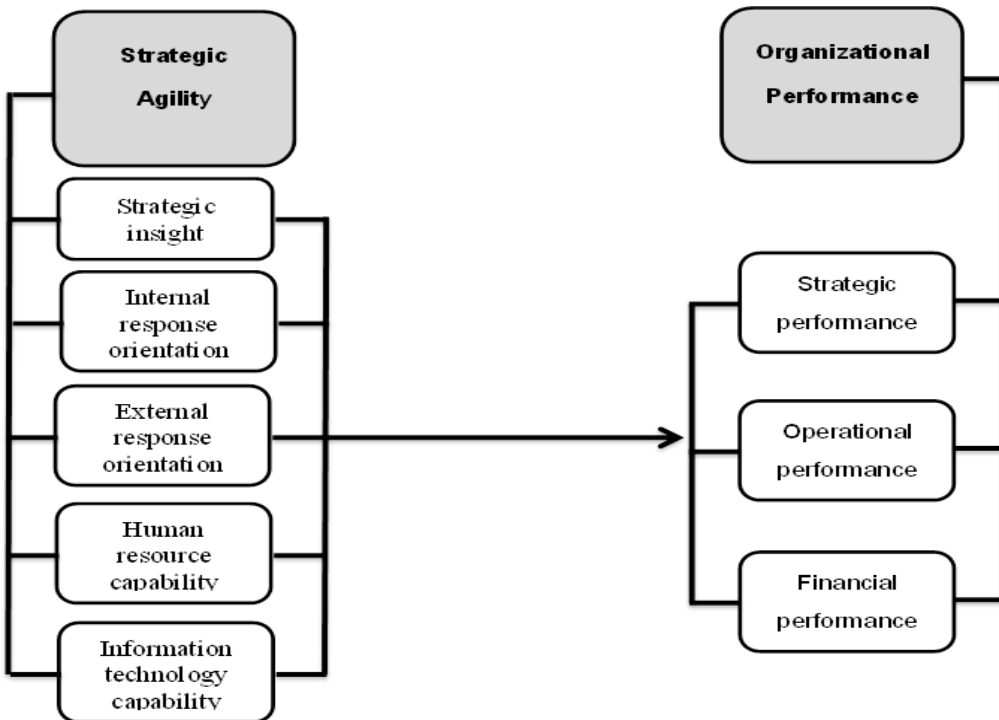 Strategic
Agility
Strategic
insight
Internal
response
orientation
External
response
orientation
Human
resource
capability
Information
technology
capability
Organizational
Performance
Strategic
performance
Operational
performance
Financial
performance